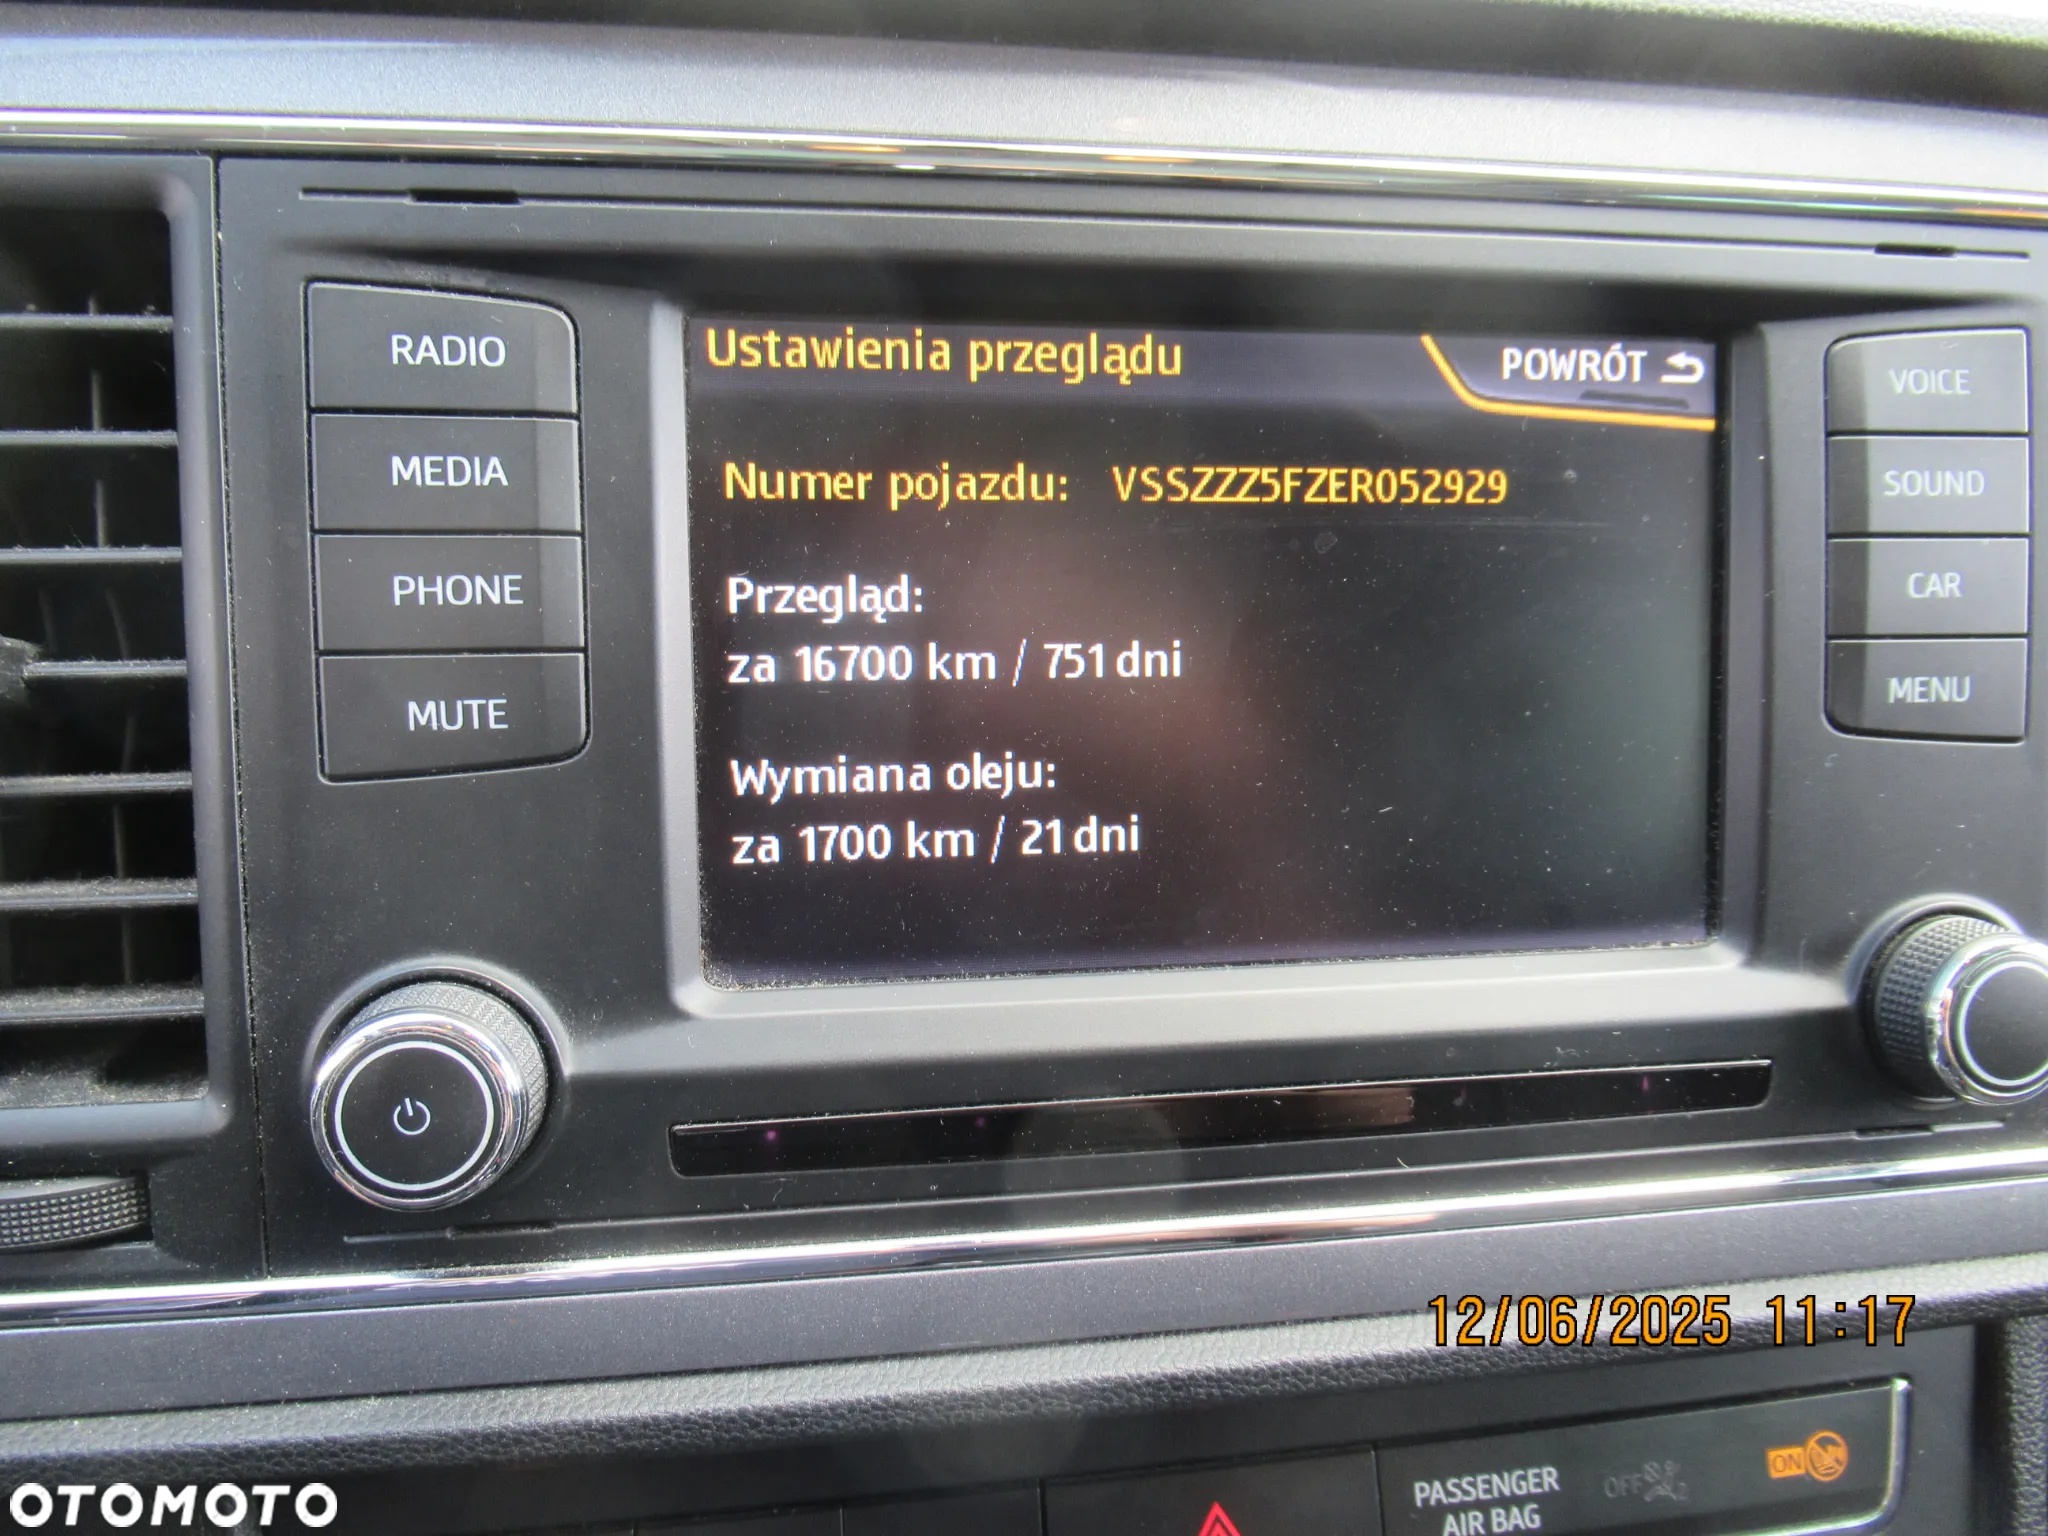 RADIO
MEDIA
PHONE
MUTE
Ustawienia przeglądu
POWRÓT
Numer pojazdu: VSSZZZ5FZER052929
Przegląd:
za 16700 km / 751 dni
Wymiana oleju:
za 1700 km / 21 dni
VOICE
SOUND
CAR
MENU
12/06/2025 11:17
PASSENGER
AIR BAG
OFF
ON
OTOMOTO